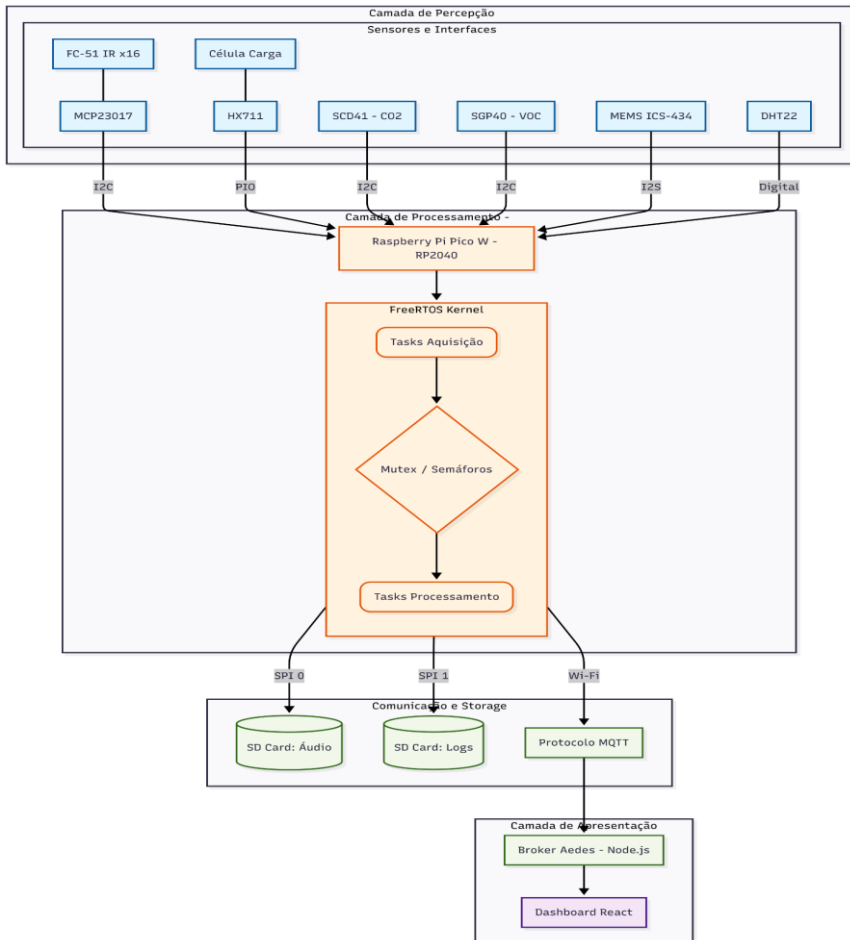 Camada de Percepção
Sensores e Interfaces
FC-51 IR x16
Célula Carga
MCP23017
HX711
SCD41 - CO2
SGP40 - VOC
MEMS ICS-434
DHT22
I2C
PIO
I2C
I2C
I2S
Digital
Camada de Processamento -
Raspberry Pi Pico W -
RP2040
FreeRTOS Kernel
Tasks Aquisição
Mutex / Semáforos
Tasks Processamento
SPI 0
SPI 1
Wi-Fi
Comunicação e Storage
SD Card: Áudio
SD Card: Logs
Protocolo MQTT
Camada de Apresentação
Broker Aedes - Node.js
Dashboard React